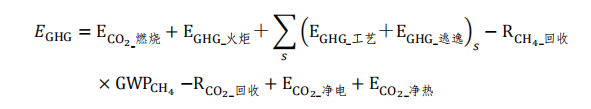 E_GHG = E_CO₂_燃烧 + E_GHG_火炬 + ∑_s (E_GHG_工艺 + E_GHG_逃逸)_s − R_CH₄_回收
× GWP_CH₄ − R_CO₂_回收 + E_CO₂_净电 + E_CO₂_净热